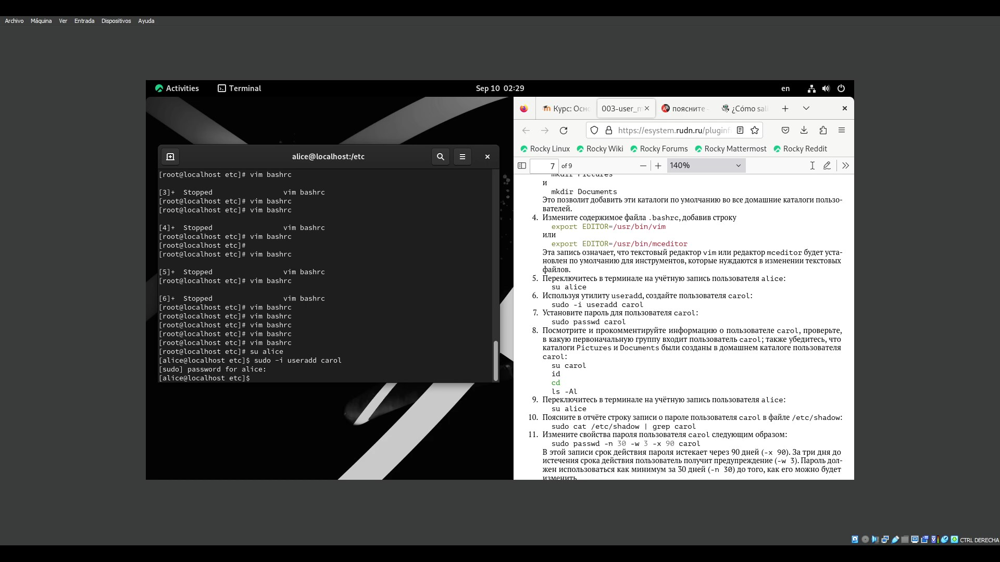 Archivo Máquina Ver Entrada Dispositivos Ayuda
Activities Terminal Sep 10 02:29 en
alice@localhost:/etc
[root@localhost etc]# vim bashrc
[3]+ Stopped vim bashrc
[root@localhost etc]# vim bashrc
[root@localhost etc]# vim bashrc
[4]+ Stopped vim bashrc
[root@localhost etc]# vim bashrc
[root@localhost etc]#
[root@localhost etc]# vim bashrc
[5]+ Stopped vim bashrc
[root@localhost etc]# vim bashrc
[6]+ Stopped vim bashrc
[root@localhost etc]# vim bashrc
[root@localhost etc]# vim bashrc
[root@localhost etc]# vim bashrc
[root@localhost etc]# vim bashrc
[root@localhost etc]# vim bashrc
[root@localhost etc]# su alice
[alice@localhost etc]$ sudo -i useradd carol
[sudo] password for alice:
[alice@localhost etc]$
Курс: Осно 003-user_m поясните - ¿Cómo sali
https://esystem.rudn.ru/pluginf
Rocky Linux Rocky Wiki Rocky Forums Rocky Mattermost Rocky Reddit
7 of 9 140%
mkdir Pictures
и
mkdir Documents
Это позволит добавить эти каталоги по умолчанию во все домашние каталоги пользо-
вателей.
4. Измените содержимое файла .bashrc, добавив строку
export EDITOR=/usr/bin/vim
или
export EDITOR=/usr/bin/mceditor
Эта запись означает, что текстовый редактор vim или редактор mceditor будет уста-
новлен по умолчанию для инструментов, которые нуждаются в изменении текстовых
файлов.
5. Переключитесь в терминале на учётную запись пользователя alice:
su alice
6. Используя утилиту useradd, создайте пользователя carol:
sudo -i useradd carol
7. Установите пароль для пользователя carol:
sudo passwd carol
8. Посмотрите и прокомментируйте информацию о пользователе carol, проверьте,
в какую первоначальную группу входит пользователь carol; также убедитесь, что
каталоги Pictures и Documents были созданы в домашнем каталоге пользователя
carol:
su carol
id
cd
ls -Al
9. Переключитесь в терминале на учётную запись пользователя alice:
su alice
10. Поясните в отчёте строку записи о пароле пользователя carol в файле /etc/shadow:
sudo cat /etc/shadow | grep carol
11. Измените свойства пароля пользователя carol следующим образом:
sudo passwd -n 30 -w 3 -x 90 carol
В этой записи срок действия пароля истекает через 90 дней (-x 90). За три дня до
истечения срока действия пользователь получит предупреждение (-w 3). Пароль дол-
жен использоваться как минимум за 30 дней (-n 30) до того, как его можно будет
изменить.
CTRL DERECHA